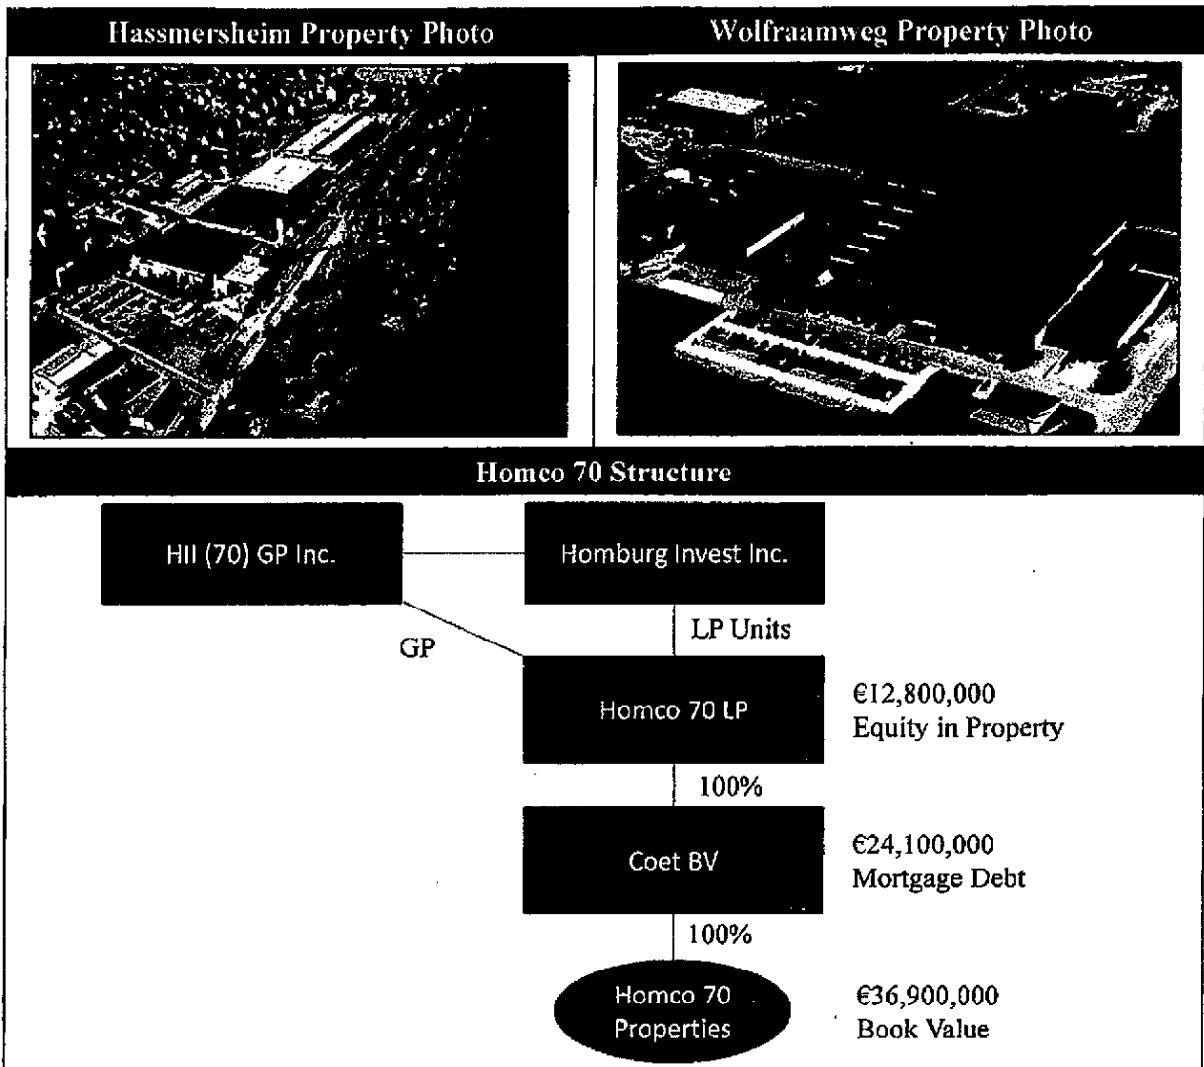 Hassmersheim Property Photo
Wolfraamweg Property Photo
Homco 70 Structure
HII (70) GP Inc.
Homburg Invest Inc.
GP
LP Units
Homco 70 LP
€12,800,000
Equity in Property
100%
Coet BV
€24,100,000
Mortgage Debt
100%
Homco 70
Properties
€36,900,000
Book Value